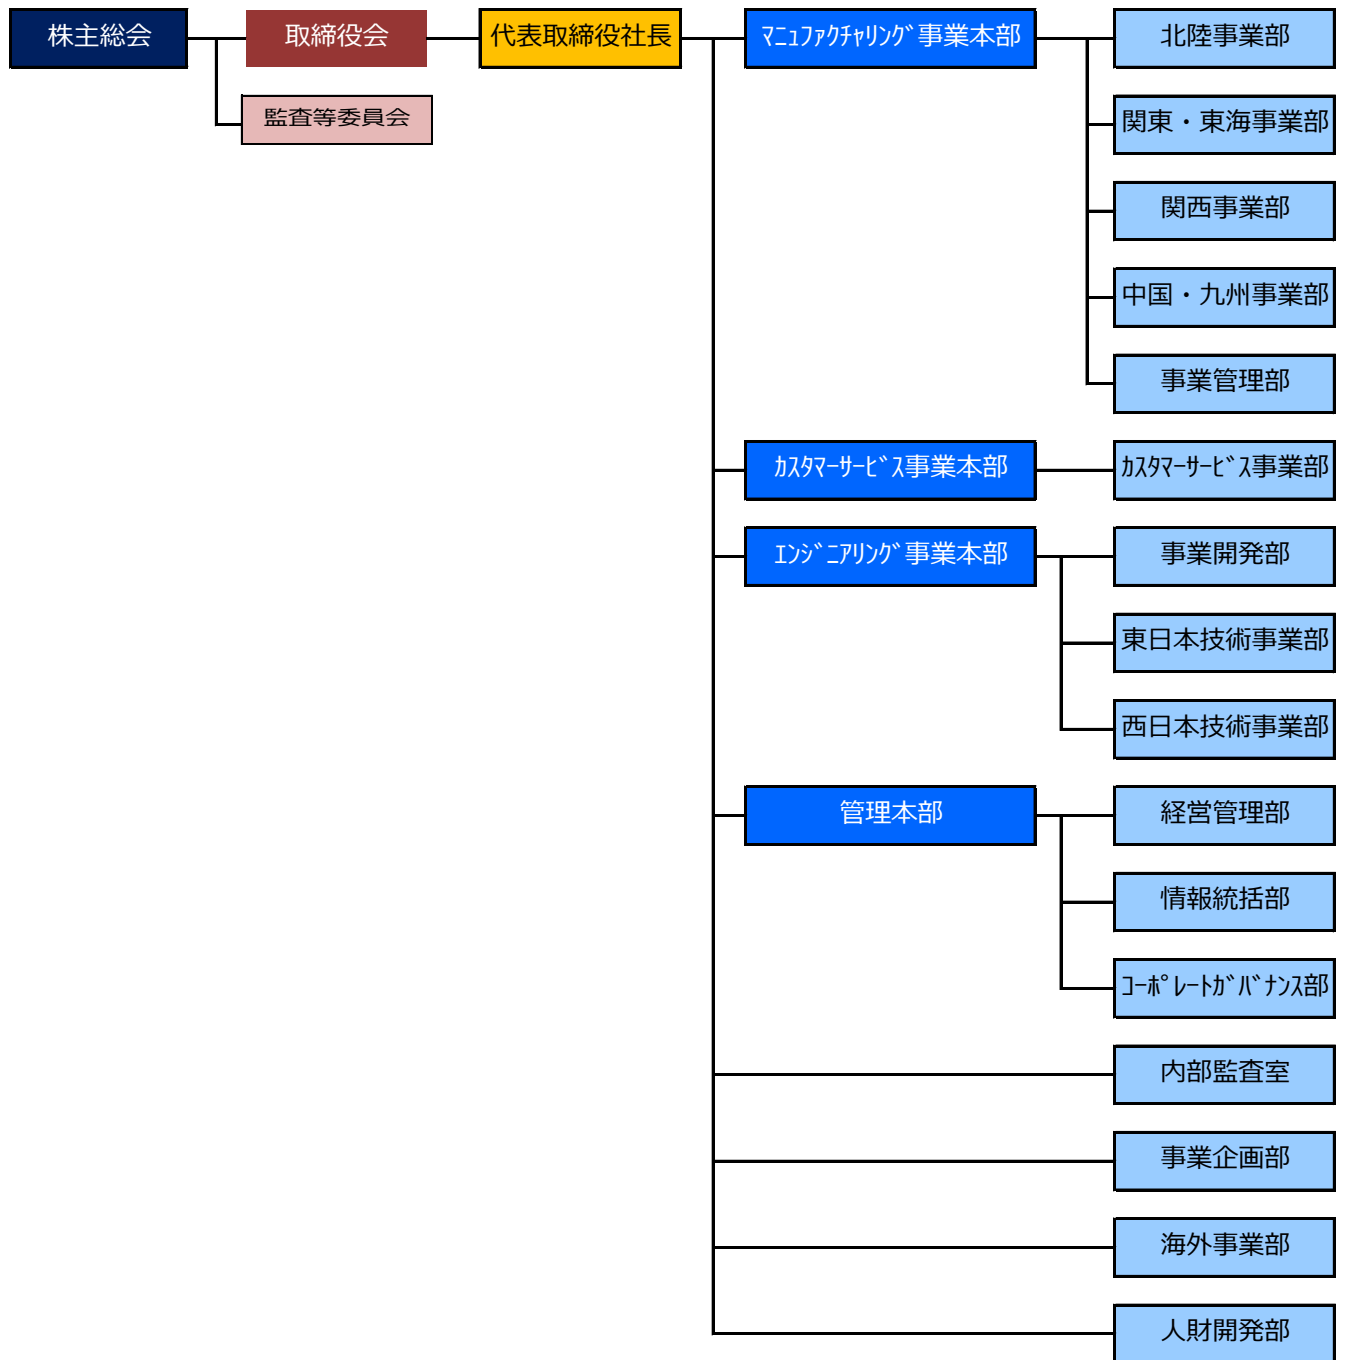 株主総会
取締役会
代表取締役社長
ﾏﾆｭﾌｧｸﾁｬﾘﾝｸﾞ事業本部
北陸事業部
監査等委員会
関東・東海事業部
関西事業部
中国・九州事業部
事業管理部
ｶｽﾀﾏｰｻｰﾋﾞｽ事業本部
ｶｽﾀﾏｰｻｰﾋﾞｽ事業部
ｴﾝｼﾞﾆｱﾘﾝｸﾞ事業本部
事業開発部
東日本技術事業部
西日本技術事業部
管理本部
経営管理部
情報統括部
ｺｰﾎﾟﾚｰﾄｶﾞﾊﾞﾅﾝｽ部
内部監査室
事業企画部
海外事業部
人財開発部